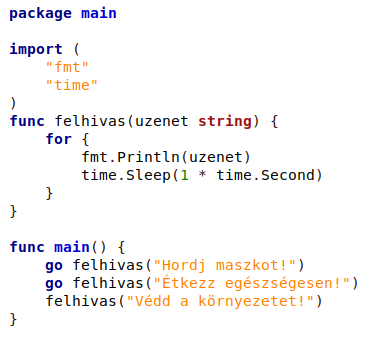 package main

import (
    "fmt"
    "time"
)
func felhivas(uzenet string) {
    for {
        fmt.Println(uzenet)
        time.Sleep(1 * time.Second)
    }
}

func main() {
    go felhivas("Hordj maszkot!")
    go felhivas("Étkezz egészségesen!")
    felhivas("Védd a környezetet!")
}